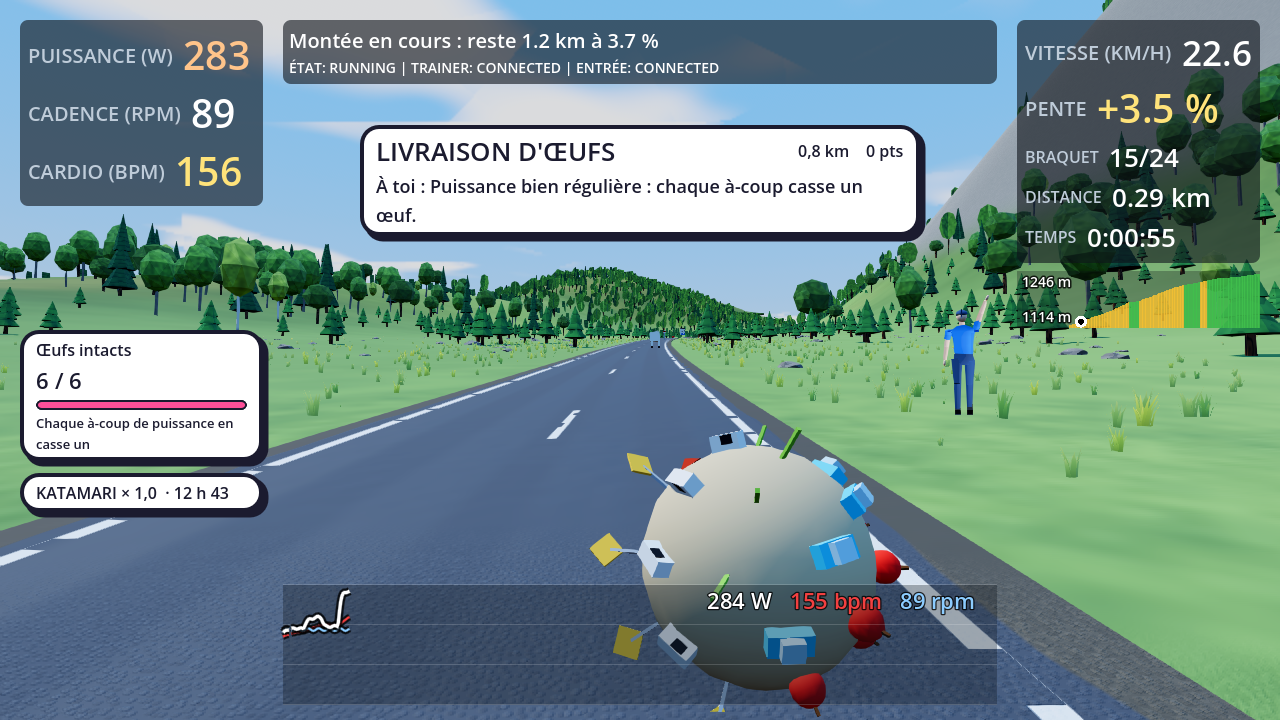 PUISSANCE (W) 283
CADENCE (RPM) 89
CARDIO (BPM) 156
Montée en cours : reste 1.2 km à 3.7 %
ÉTAT: RUNNING | TRAINER: CONNECTED | ENTRÉE: CONNECTED
VITESSE (KM/H) 22.6
PENTE +3.5 %
BRAQUET 15/24
DISTANCE 0.29 km
TEMPS 0:00:55
1246 m
1114 m
LIVRAISON D'ŒUFS 0,8 km 0 pts
À toi : Puissance bien régulière : chaque à-coup casse un
œuf.
Œufs intacts
6 / 6
Chaque à-coup de puissance en
casse un
KATAMARI × 1,0 · 12 h 43
284 W 155 bpm 89 rpm